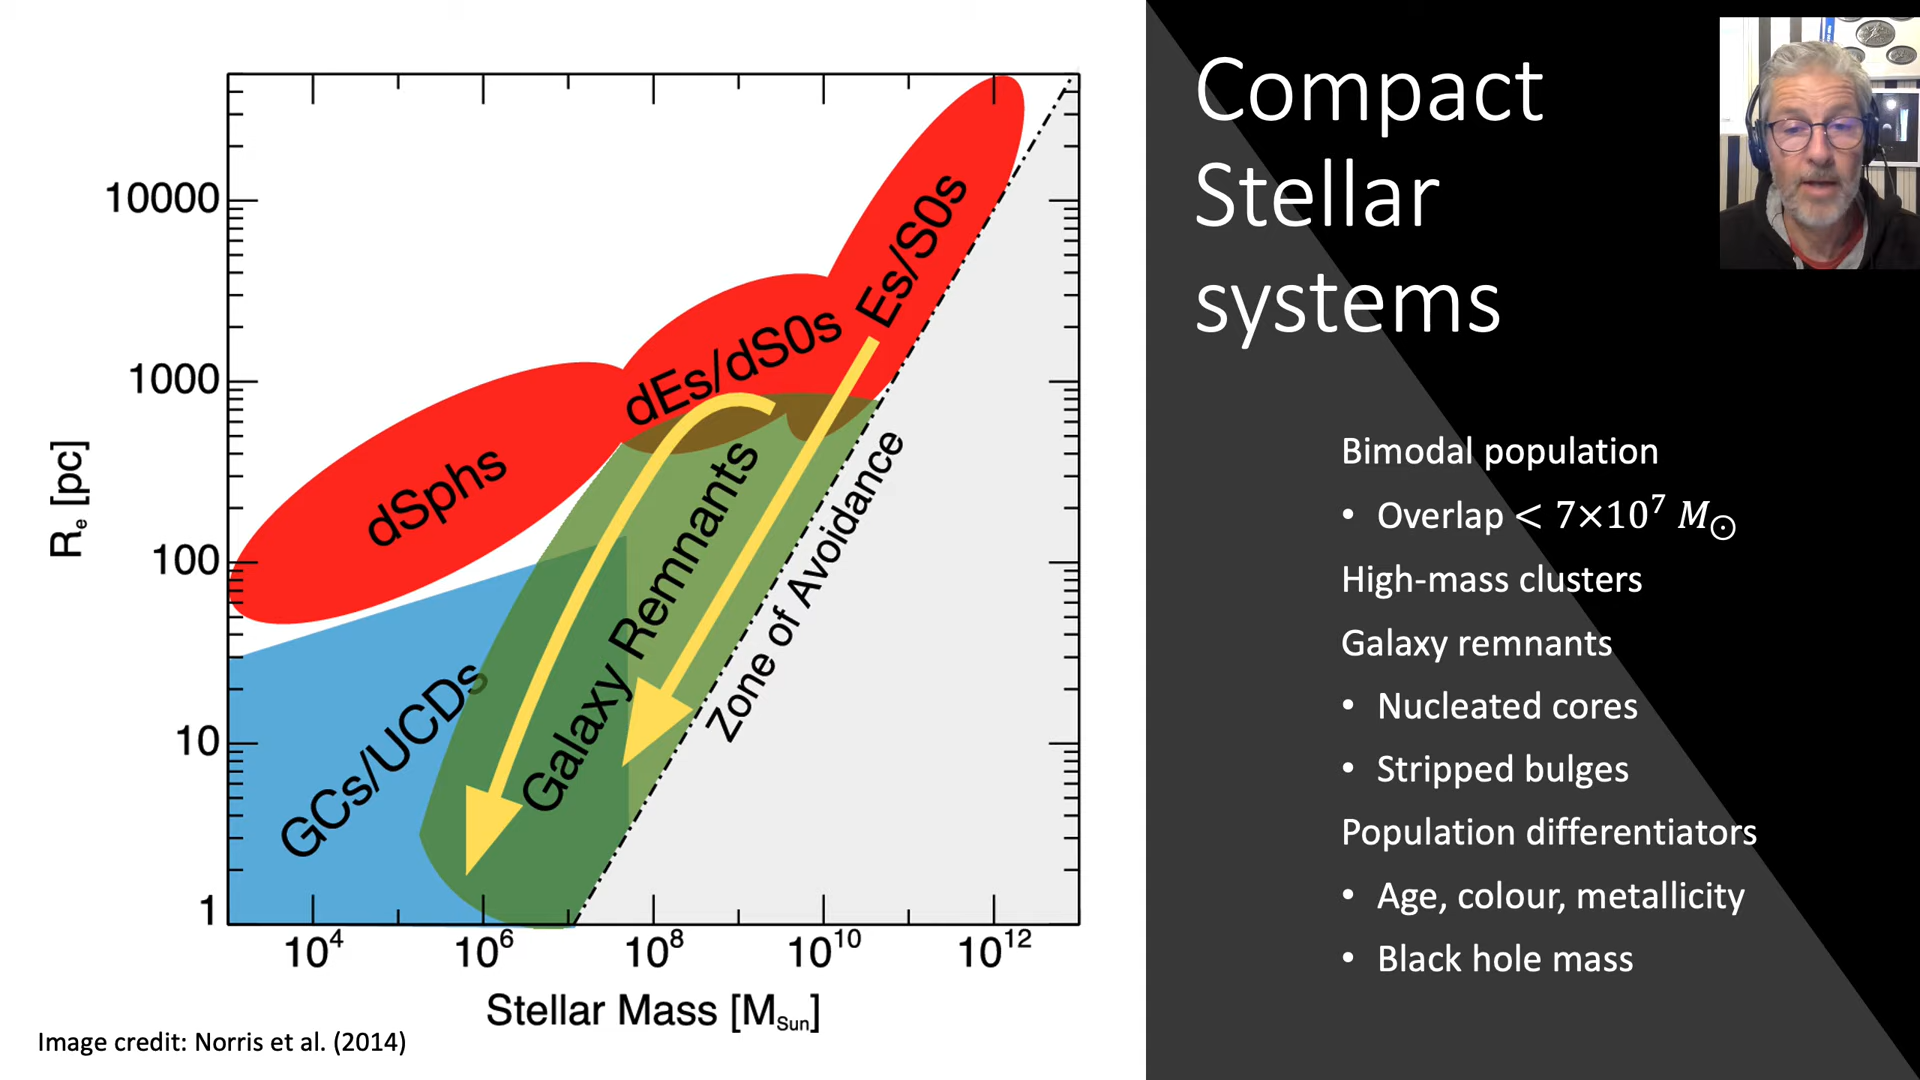 Compact
Stellar
systems
10000
1000
100
10
1
R_e [pc]
dSphs
dEs/dS0s
Es/S0s
GCs/UCDs
Galaxy Remnants
Zone of Avoidance
10^4 10^6 10^8 10^10 10^12
Stellar Mass [M_Sun]
Image credit: Norris et al. (2014)
Bimodal population
• Overlap < 7×10^7 M_⊙
High-mass clusters
Galaxy remnants
• Nucleated cores
• Stripped bulges
Population differentiators
• Age, colour, metallicity
• Black hole mass